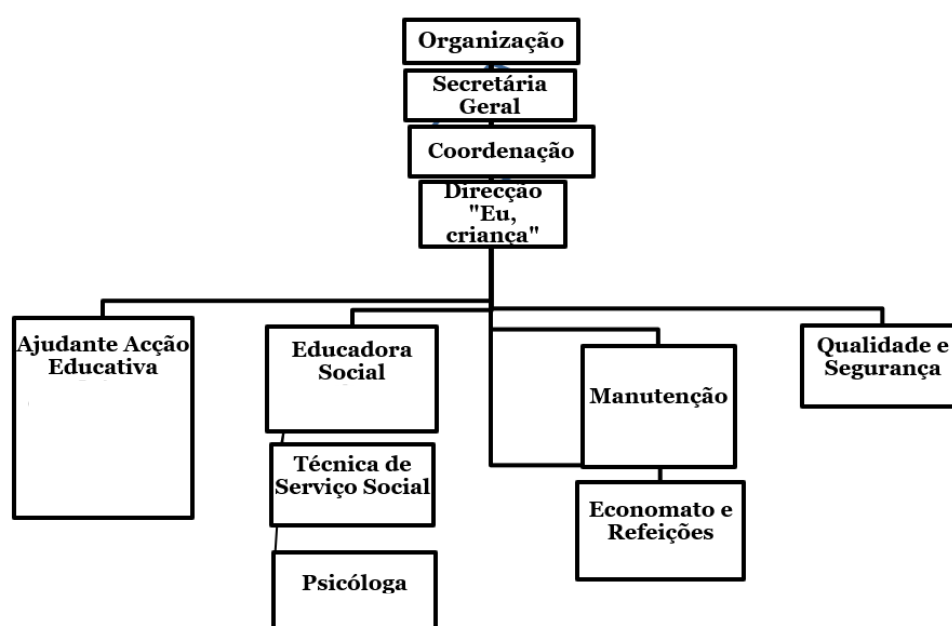 Organização
Secretária
Geral
Coordenação
Direcção
"Eu,
criança"
Ajudante Acção
Educativa
Educadora
Social
Técnica de
Serviço Social
Psicóloga
Manutenção
Economato e
Refeições
Qualidade e
Segurança